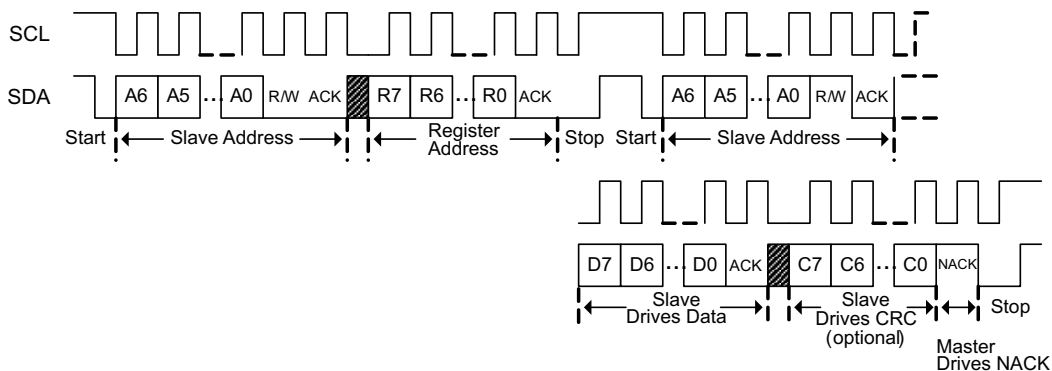 SCL
SDA
A6 A5 ... A0 R/W ACK R7 R6 ... R0 ACK A6 A5 ... A0 R/W ACK
Start Slave Address Register Address Stop Start Slave Address
D7 D6 ... D0 ACK C7 C6 ... C0 NACK
Slave Drives Data Slave Drives CRC (optional) Stop
Master Drives NACK